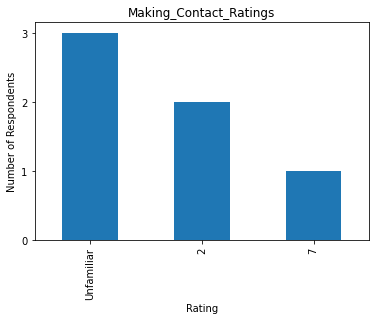 Making_Contact_Ratings
Number of Respondents
3
2
1
0
Unfamiliar
2
7
Rating